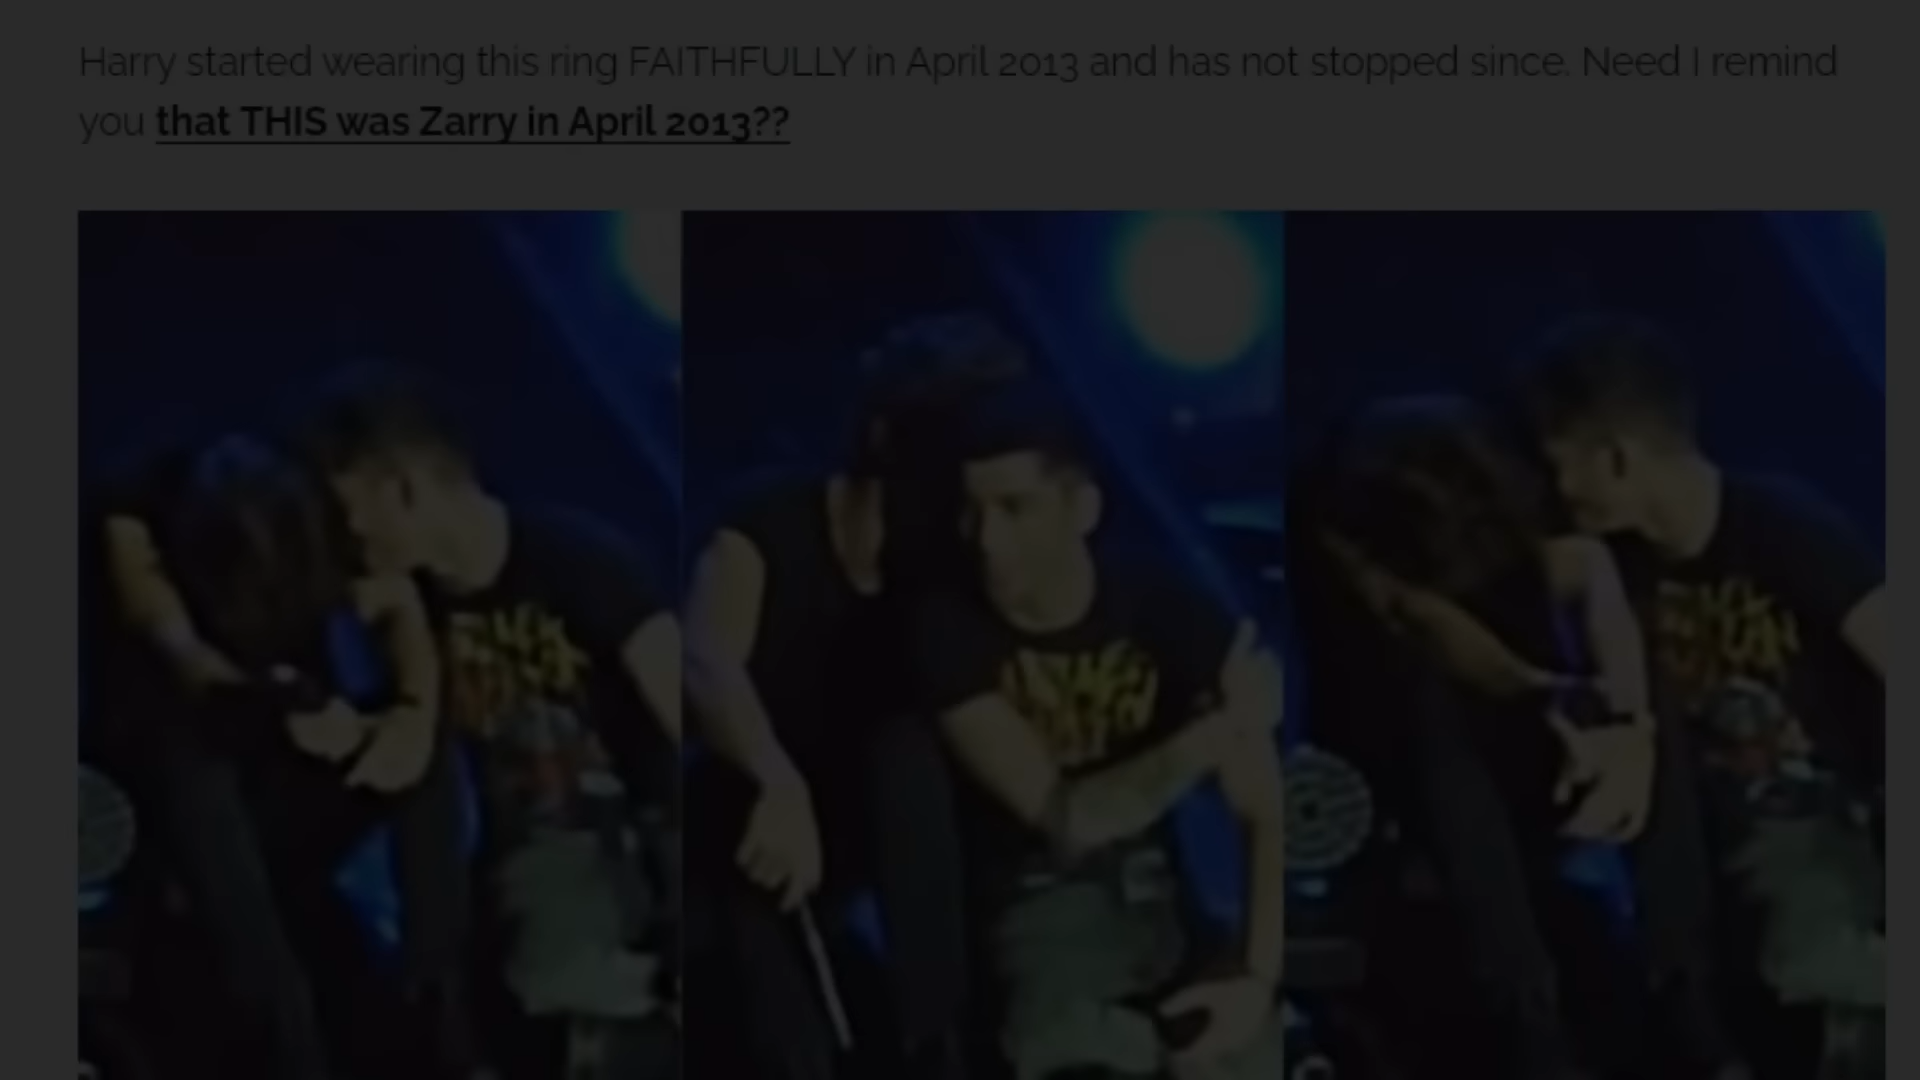 Harry started wearing this ring FAITHFULLY in April 2013 and has not stopped since. Need I remind
you that THIS was Zarry in April 2013??